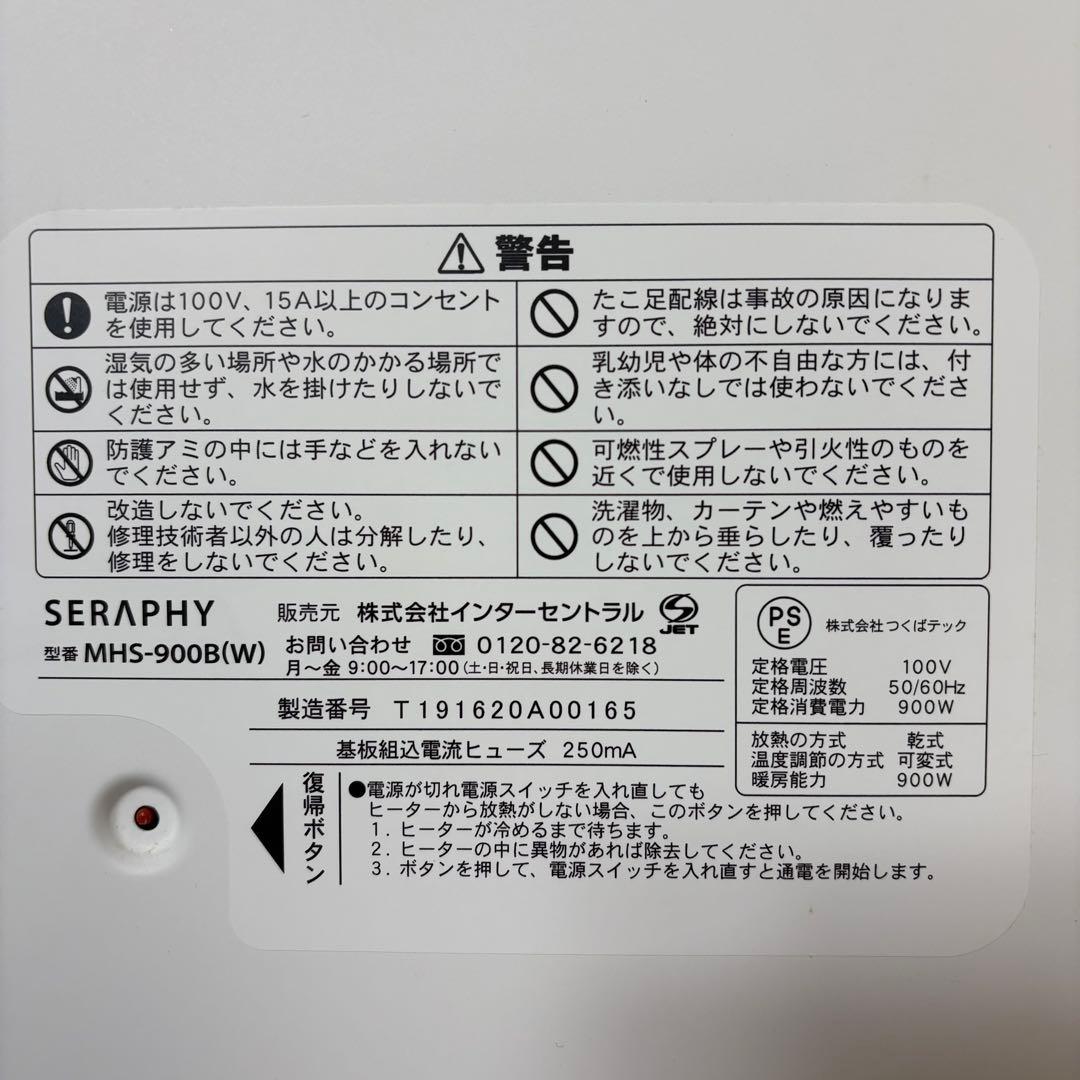 警告
電源は100V、15A以上のコンセント
を使用してください。
湿気の多い場所や水のかかる場所で
は使用せず、水を掛けたりしないで
ください。
防護アミの中には手などを入れない
でください。
改造しないでください。
修理技術者以外の人は分解したり、
修理をしないでください。
たこ足配線は事故の原因になりま
すので、絶対にしないでください。
乳幼児や体の不自由な方には、付
き添いなしでは使わないでくださ
い。
可燃性スプレーや引火性のものを
近くで使用しないでください。
洗濯物、カーテンや燃えやすいも
のを上から垂らしたり、覆ったり
しないでください。
SERAPHY
型番 MHS-900B(W)
販売元 株式会社インターセントラル
JET
お問い合わせ 0120-82-6218
月〜金 9:00〜17:00(土・日・祝日、長期休業日を除く)
製造番号 T191620A00165
基板組込電流ヒューズ 250mA
PS
E
株式会社つくばテック
定格電圧 100V
定格周波数 50/60Hz
定格消費電力 900W
放熱の方式 乾式
温度調節の方式 可変式
暖房能力 900W
復帰ボタン
●電源が切れ電源スイッチを入れ直しても
ヒーターから放熱がしない場合、このボタンを押してください。
1. ヒーターが冷めるまで待ちます。
2. ヒーターの中に異物があれば除去してください。
3. ボタンを押して、電源スイッチを入れ直すと通電を開始します。